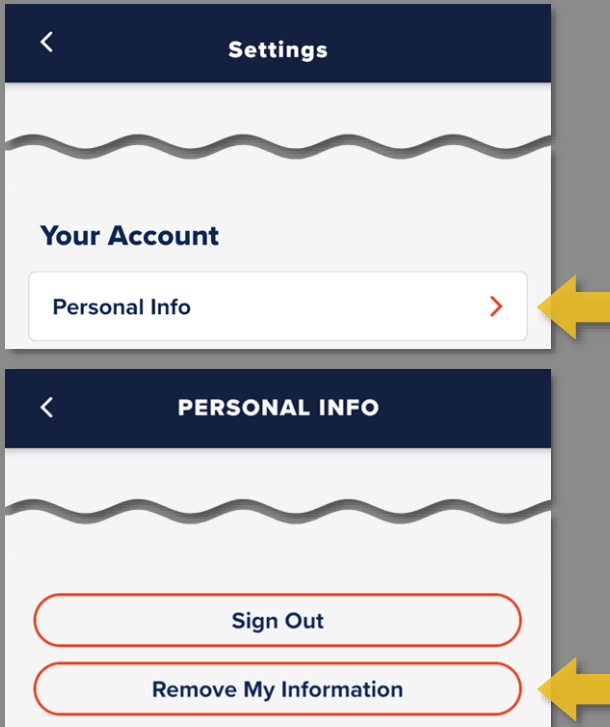 Settings
Your Account
Personal Info
PERSONAL INFO
Sign Out
Remove My Information